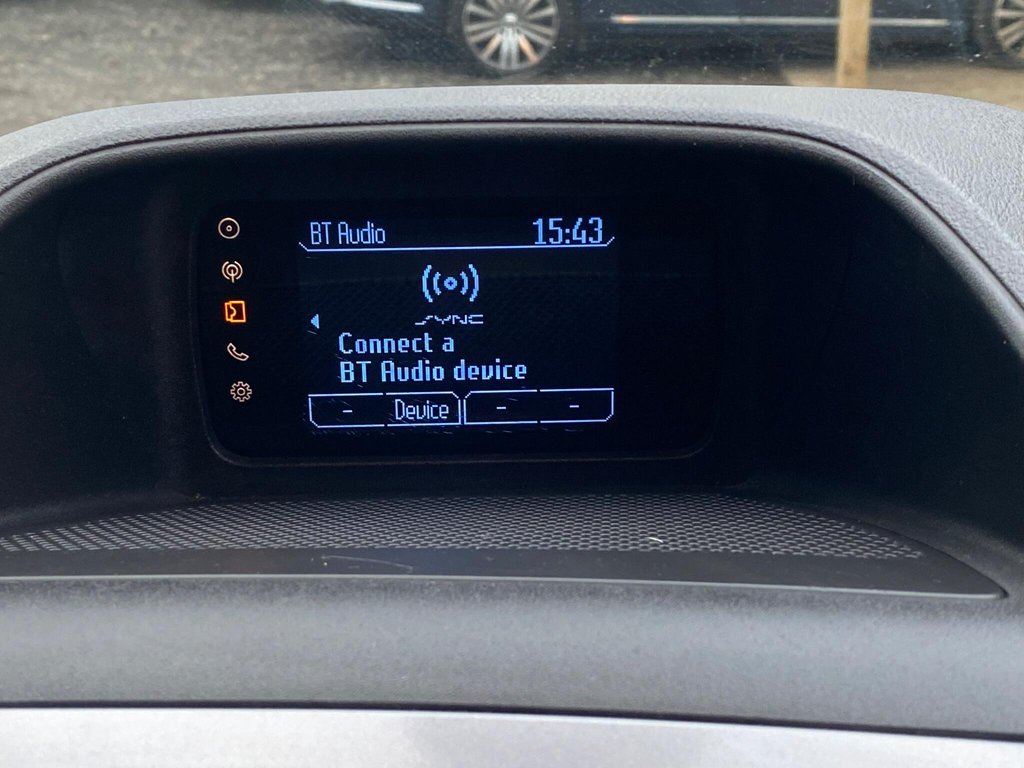 BT Audio 15:43
SYNC
Connect a
BT Audio device
- Device - -